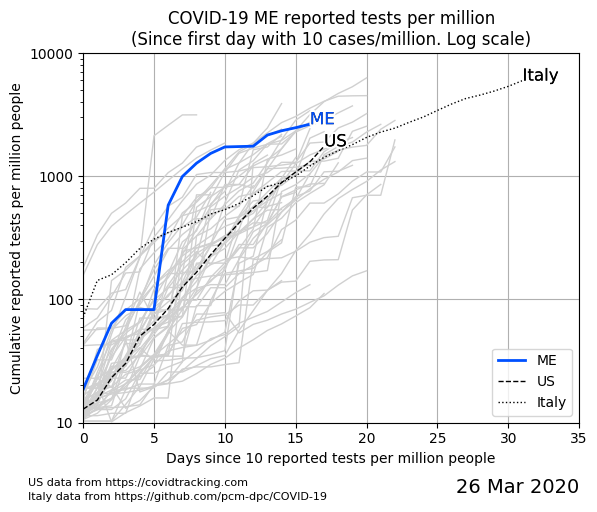 COVID-19 ME reported tests per million
(Since first day with 10 cases/million. Log scale)
Cumulative reported tests per million people
10000
1000
100
10
Italy
ME
US
ME
US
Italy
0 5 10 15 20 25 30 35
Days since 10 reported tests per million people
US data from https://covidtracking.com
Italy data from https://github.com/pcm-dpc/COVID-19
26 Mar 2020